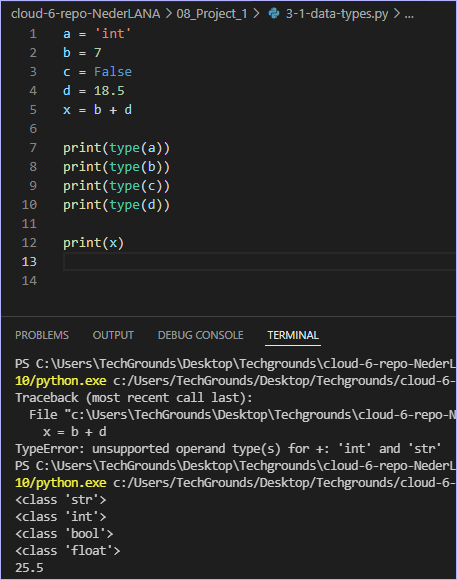 cloud-6-repo-NederLANA > 08_Project_1 > 3-1-data-types.py > ...
1 a = 'int'
2 b = 7
3 c = False
4 d = 18.5
5 x = b + d
6
7 print(type(a))
8 print(type(b))
9 print(type(c))
10 print(type(d))
11
12 print(x)
13
14
PROBLEMS OUTPUT DEBUG CONSOLE TERMINAL
PS C:\Users\TechGrounds\Desktop\Techgrounds\cloud-6-repo-NederL
10/python.exe c:/Users/TechGrounds/Desktop/Techgrounds/cloud-6-
Traceback (most recent call last):
  File "c:\Users\TechGrounds\Desktop\Techgrounds\cloud-6-repo-N
    x = b + d
TypeError: unsupported operand type(s) for +: 'int' and 'str'
PS C:\Users\TechGrounds\Desktop\Techgrounds\cloud-6-repo-NederL
10/python.exe c:/Users/TechGrounds/Desktop/Techgrounds/cloud-6-
<class 'str'>
<class 'int'>
<class 'bool'>
<class 'float'>
25.5